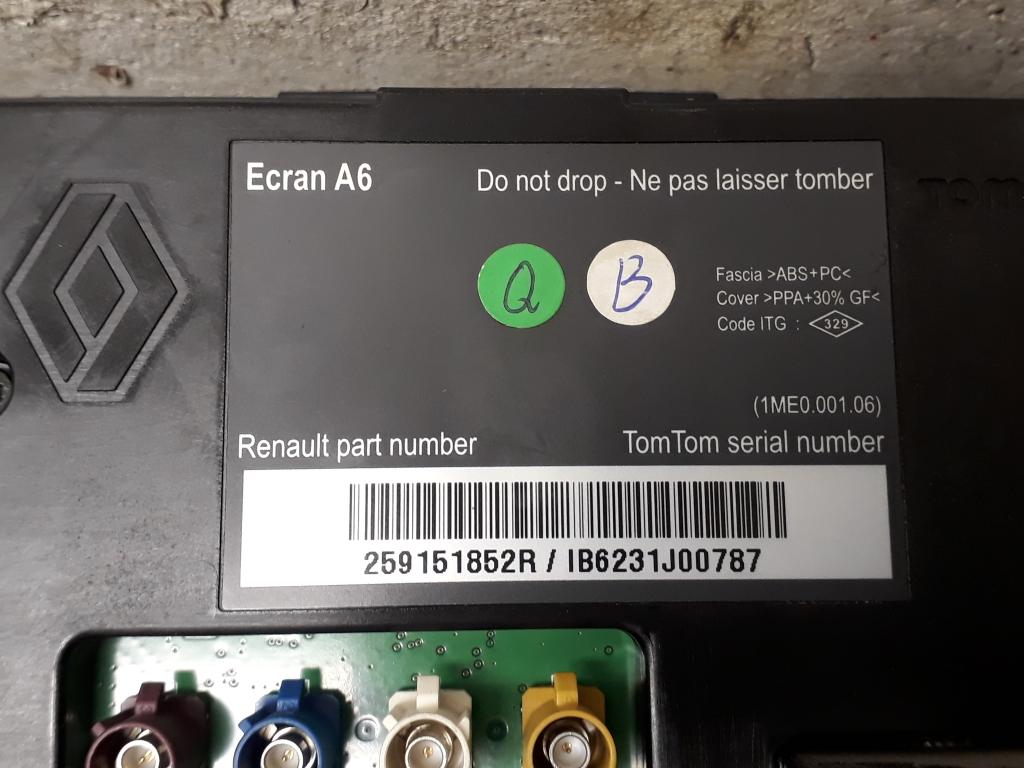 Ecran A6
Do not drop - Ne pas laisser tomber
Q
B
Fascia >ABS+PC<
Cover >PPA+30% GF<
Code ITG : 329
(1ME0.001.06)
Renault part number
TomTom serial number
259151852R / IB6231J00787